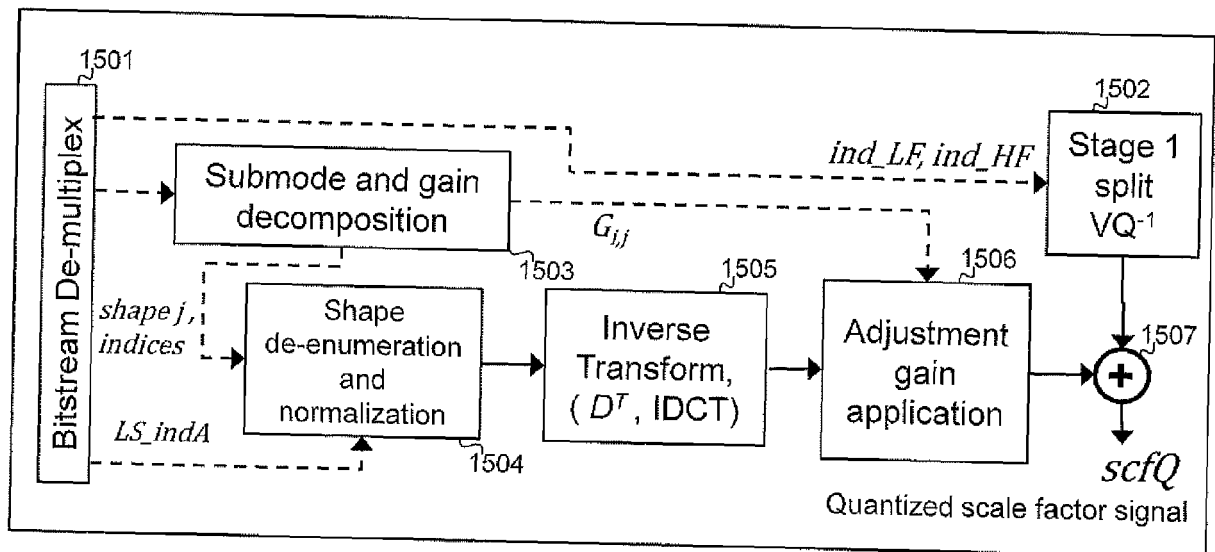 1501
Bitstream De-multiplex
1502
Stage 1
split
VQ-1
ind_LF, ind_HF
Submode and gain
decomposition
1503
Gi,j
shape j,
indices
Shape
de-enumeration
and
normalization
1504
LS_indA
1505
Inverse
Transform,
( DT, IDCT)
1506
Adjustment
gain
application
1507
+
scfQ
Quantized scale factor signal